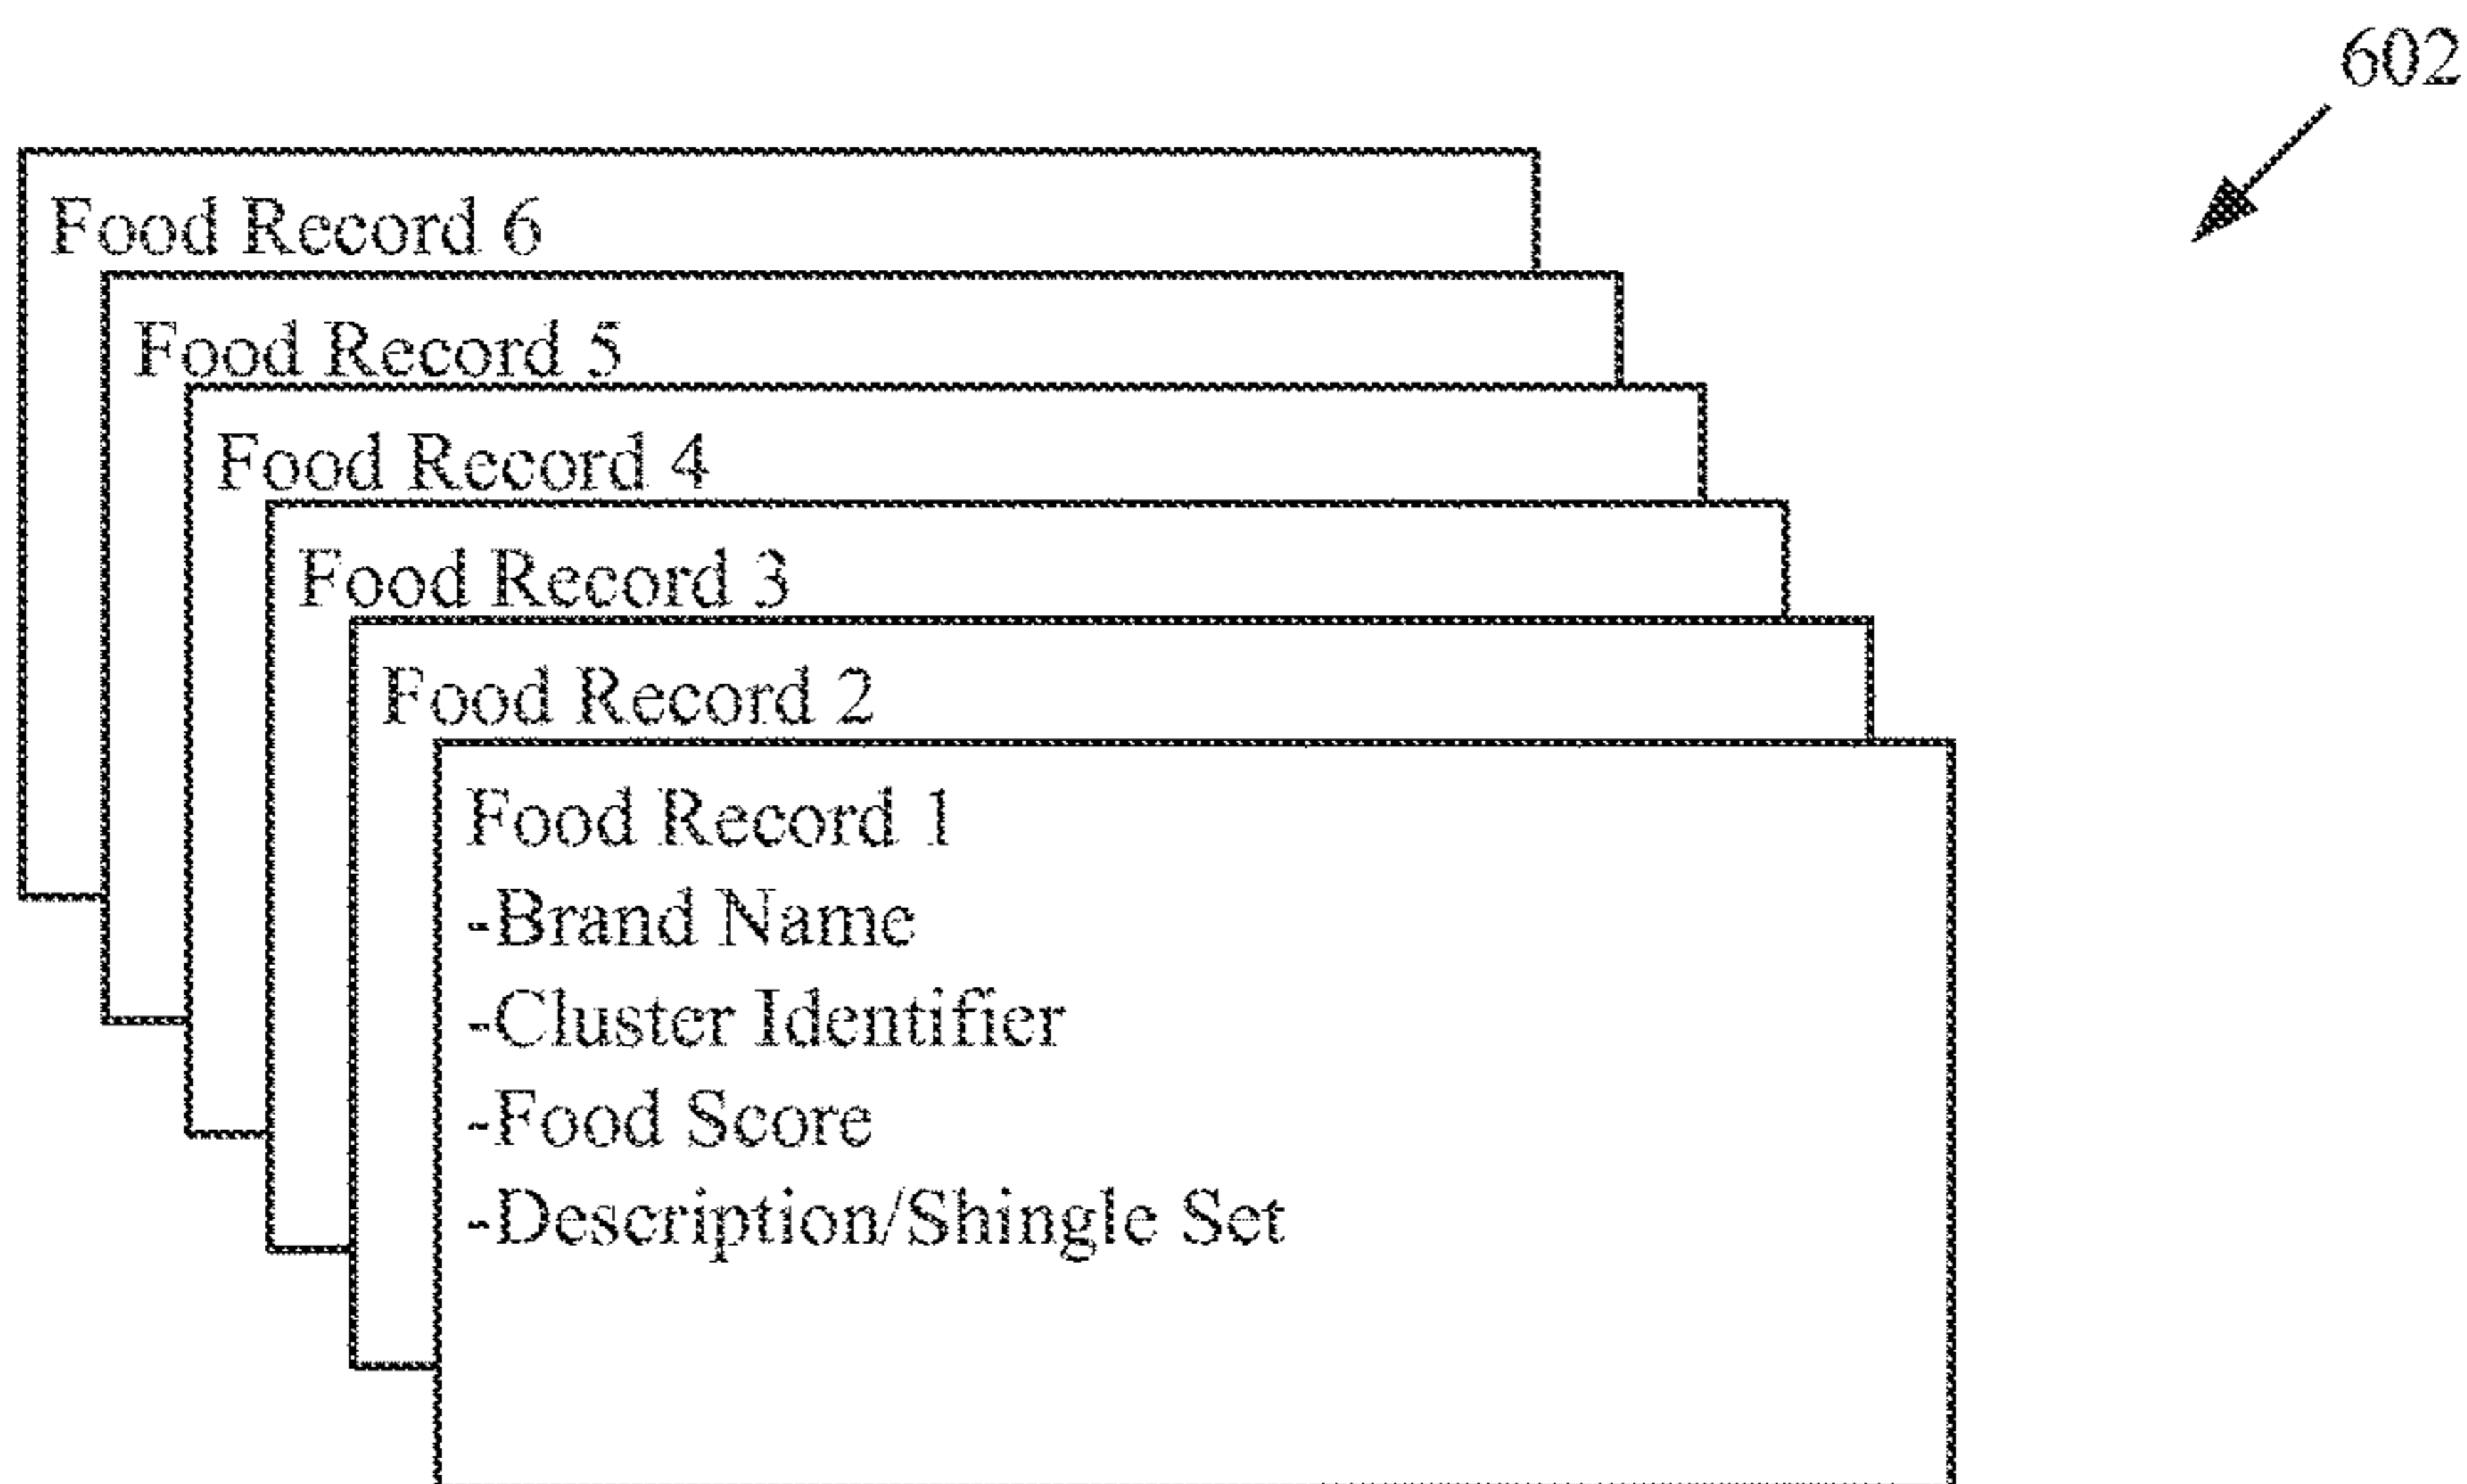 602
Food Record 6
Food Record 5
Food Record 4
Food Record 3
Food Record 2
Food Record 1
-Brand Name
-Cluster Identifier
-Food Score
-Description/Shingle Set